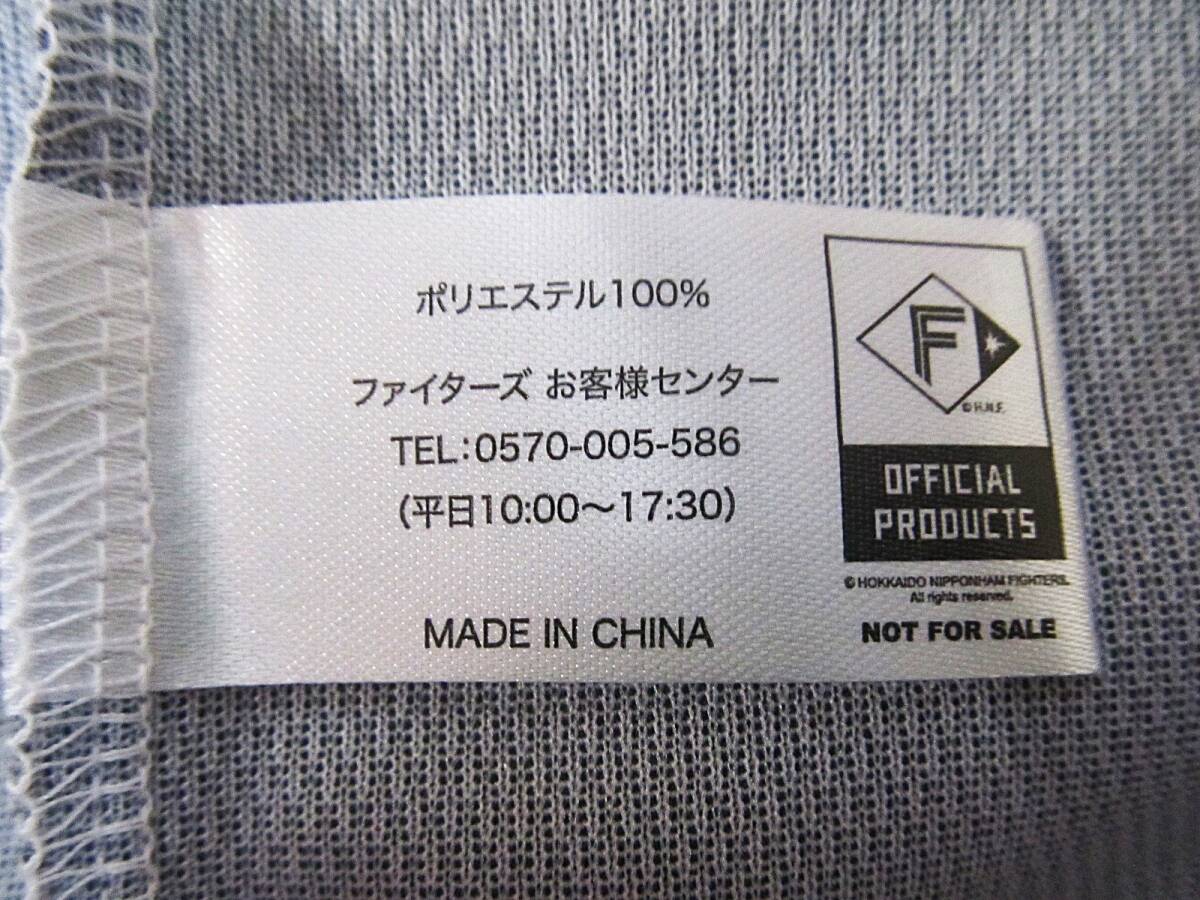 ポリエステル100%
ファイターズ お客様センター
TEL:0570-005-586
(平日10:00〜17:30)
MADE IN CHINA
F
© H.N.F.
OFFICIAL
PRODUCTS
© HOKKAIDO NIPPONHAM FIGHTERS.
All rights reserved.
NOT FOR SALE